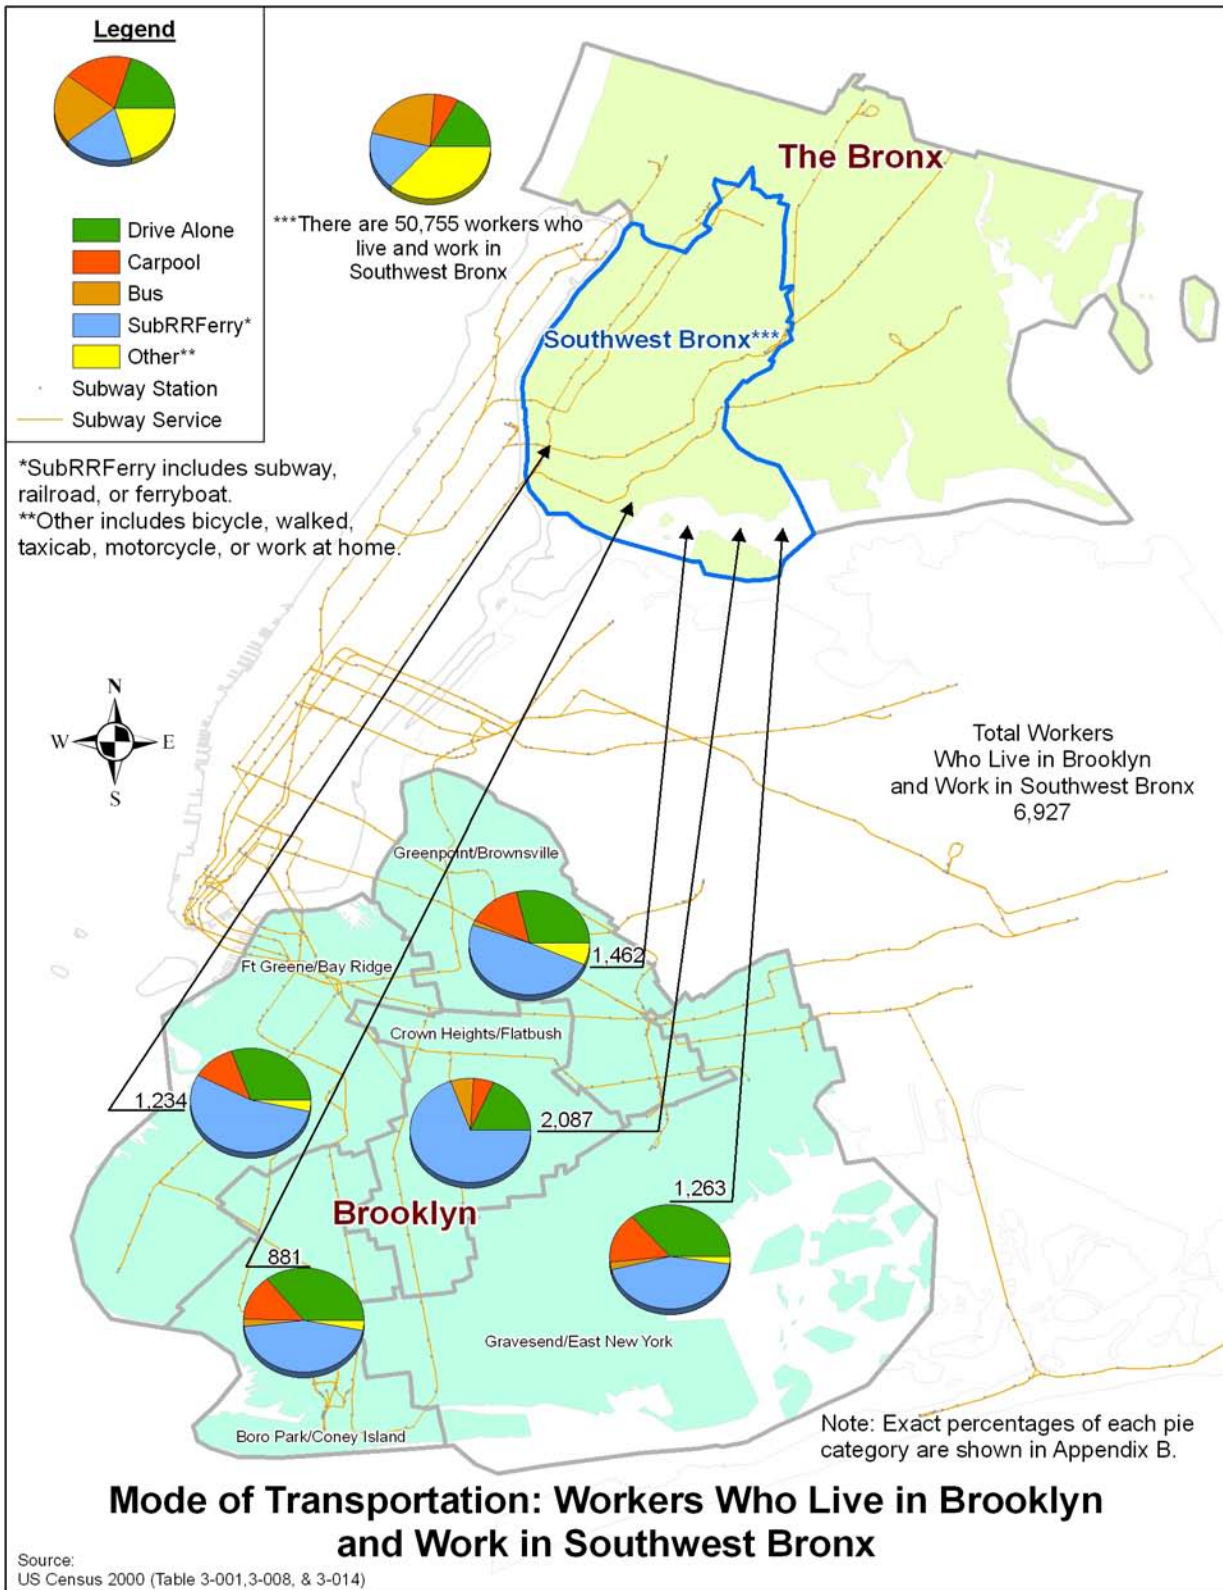 Legend
Drive Alone
Carpool
Bus
SubRRFerry*
Other**
Subway Station
Subway Service
*SubRRFerry includes subway,
railroad, or ferryboat.
**Other includes bicycle, walked,
taxicab, motorcycle, or work at home.
***There are 50,755 workers who
live and work in
Southwest Bronx
The Bronx
Southwest Bronx***
N
W
E
S
Total Workers
Who Live in Brooklyn
and Work in Southwest Bronx
6,927
Greenpoint/Brownsville
1,462
Ft Greene/Bay Ridge
Crown Heights/Flatbush
1,234
2,087
1,263
Brooklyn
881
Gravesend/East New York
Boro Park/Coney Island
Note: Exact percentages of each pie
category are shown in Appendix B.
Mode of Transportation: Workers Who Live in Brooklyn
and Work in Southwest Bronx
Source:
US Census 2000 (Table 3-001,3-008, & 3-014)